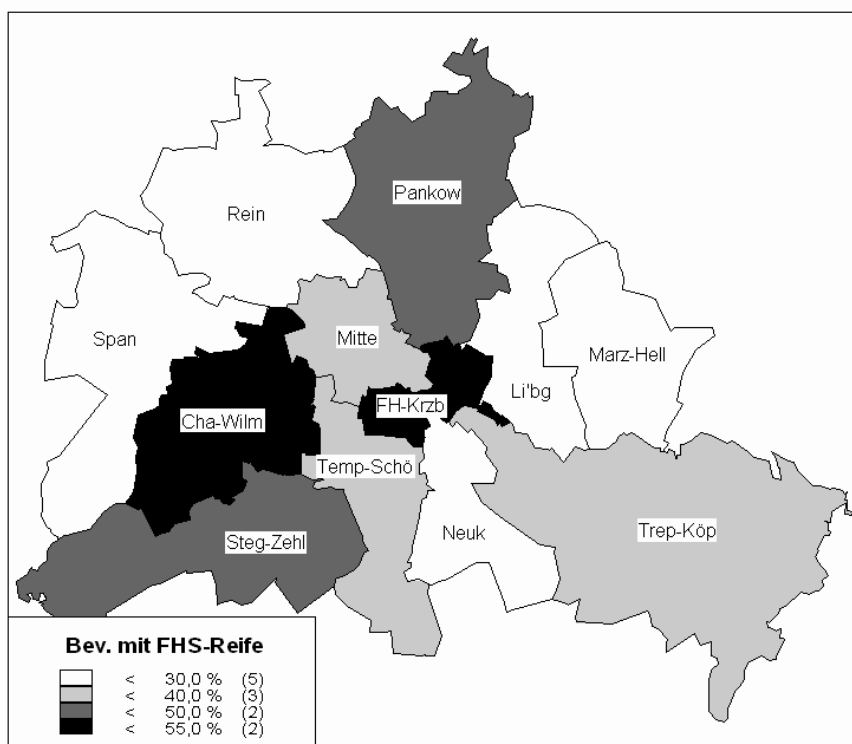 Pankow
Rein
Span
Mitte
Marz-Hell
Li'bg
FH-Krzb
Cha-Wilm
Temp-Schö
Trep-Köp
Neuk
Steg-Zehl
Bev. mit FHS-Reife
< 30,0 % (5)
< 40,0 % (3)
< 50,0 % (2)
< 55,0 % (2)